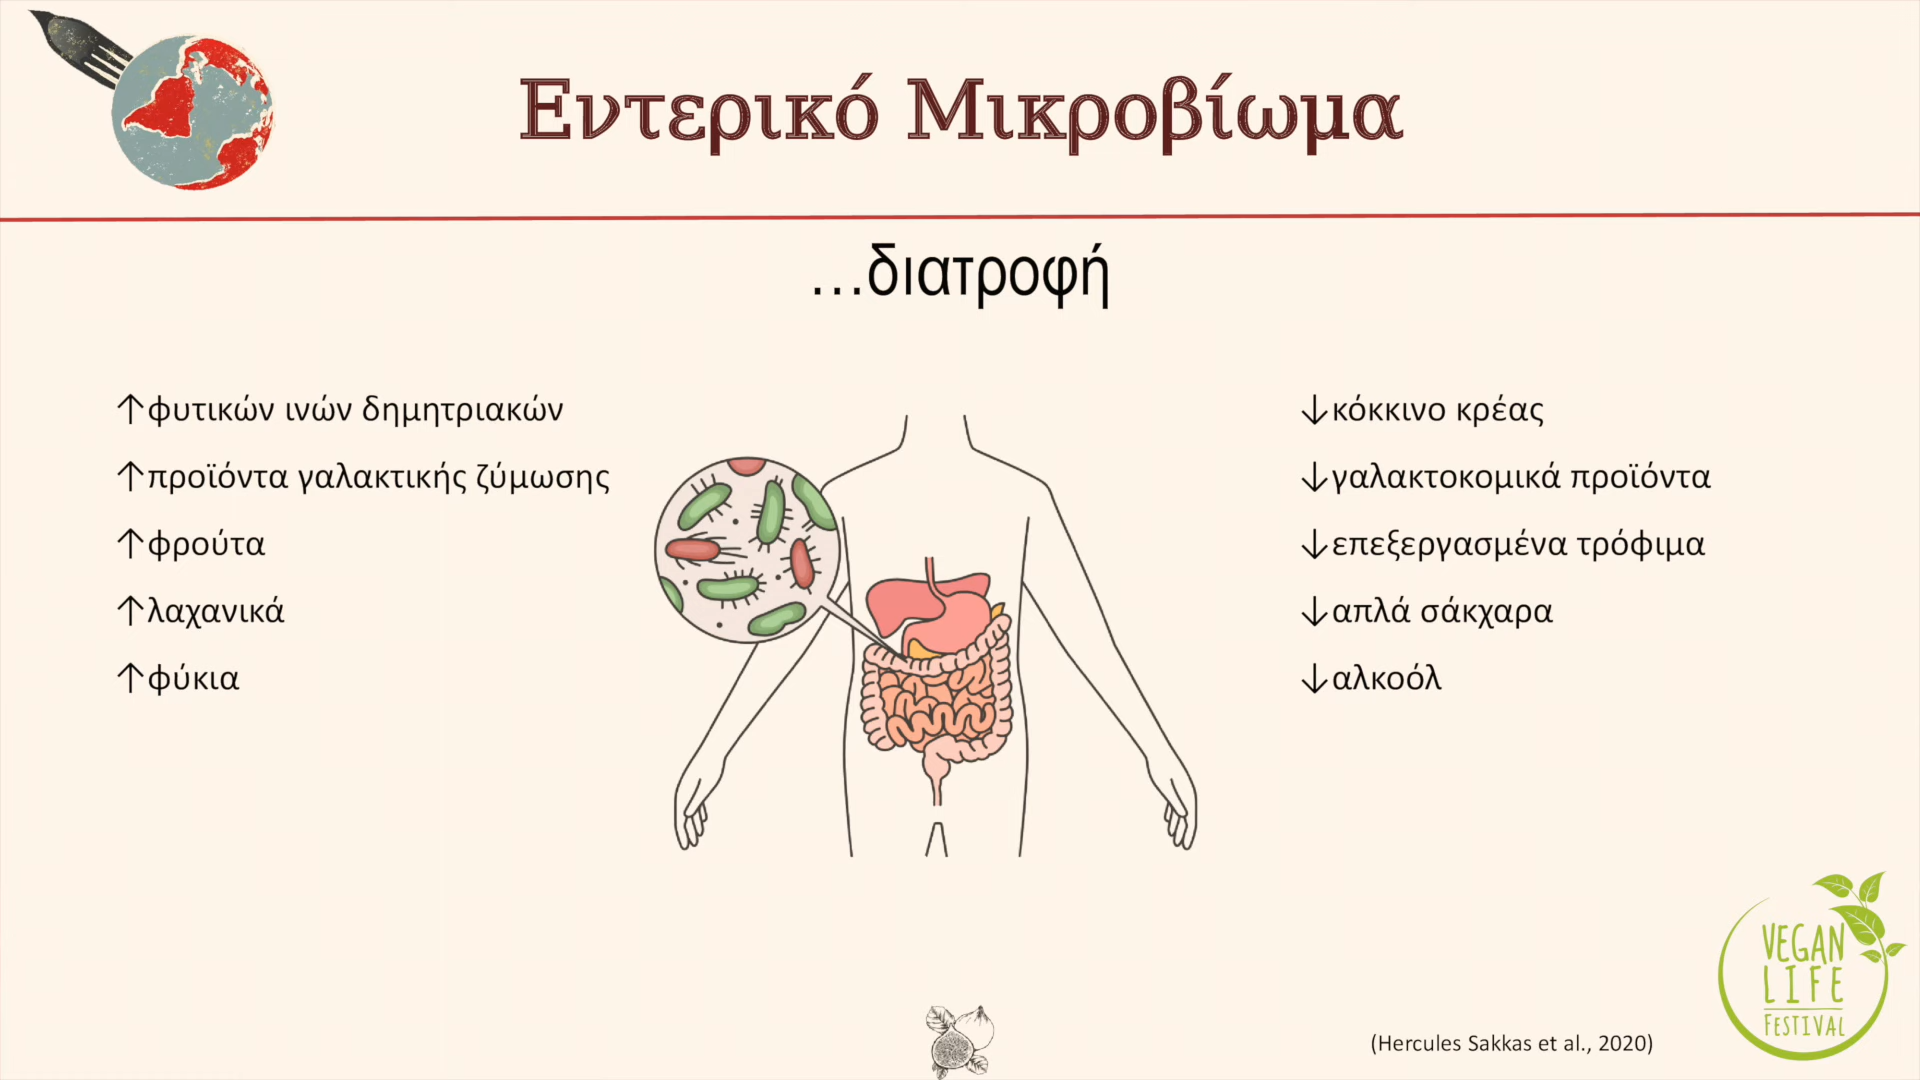 Εντερικό Μικροβίωμα
...διατροφή
↑φυτικών ινών δημητριακών
↑προϊόντα γαλακτικής ζύμωσης
↑φρούτα
↑λαχανικά
↑φύκια
↓κόκκινο κρέας
↓γαλακτοκομικά προϊόντα
↓επεξεργασμένα τρόφιμα
↓απλά σάκχαρα
↓αλκοόλ
(Hercules Sakkas et al., 2020)
VEGAN
LIFE
FESTIVAL